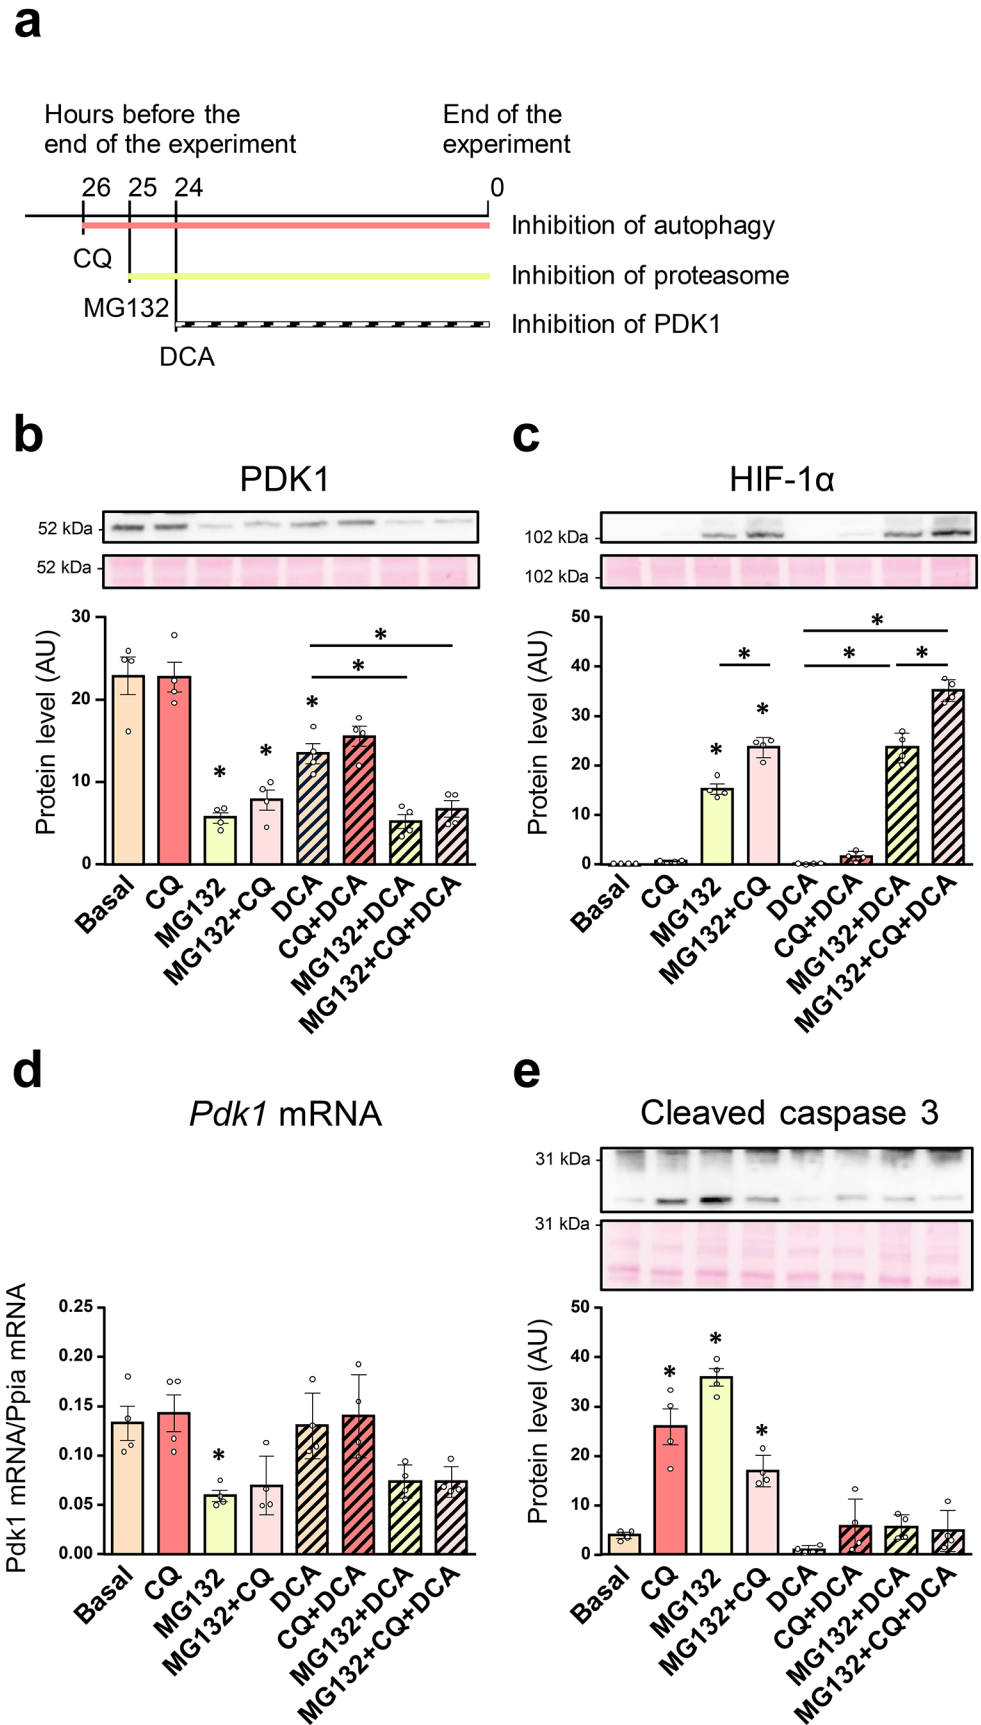 a
Hours before the
end of the experiment
End of the
experiment
26 25 24 0
Inhibition of autophagy
CQ
Inhibition of proteasome
MG132
Inhibition of PDK1
DCA
b
PDK1
52 kDa
52 kDa
Protein level (AU)
30
20
10
0
*
*
*
*
*
Basal
CQ
MG132
MG132+CQ
DCA
CQ+DCA
MG132+DCA
MG132+CQ+DCA
c
HIF-1α
102 kDa
102 kDa
Protein level (AU)
50
40
30
20
10
0
*
*
*
*
*
*
Basal
CQ
MG132
MG132+CQ
DCA
CQ+DCA
MG132+DCA
MG132+CQ+DCA
d
Pdk1 mRNA
Pdk1 mRNA/Ppia mRNA
0.25
0.20
0.15
0.10
0.05
0.00
*
Basal
CQ
MG132
MG132+CQ
DCA
CQ+DCA
MG132+DCA
MG132+CQ+DCA
e
Cleaved caspase 3
31 kDa
31 kDa
Protein level (AU)
50
40
30
20
10
0
*
*
*
Basal
CQ
MG132
MG132+CQ
DCA
CQ+DCA
MG132+DCA
MG132+CQ+DCA